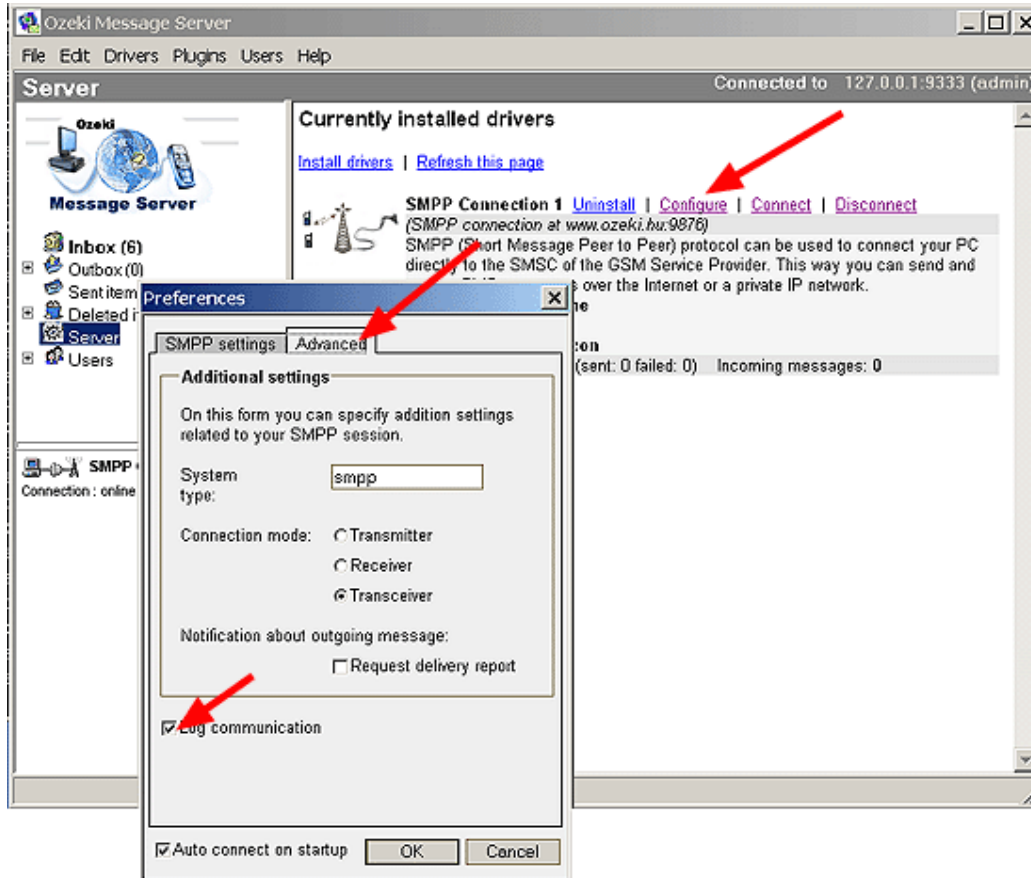 Ozeki Message Server
File Edit Drivers Plugins Users Help
Server
Connected to 127.0.0.1:9333 (admin)
Ozeki
Message Server
Inbox (6)
Outbox (0)
Sent item
Deleted i
Server
Users
SMPP
Connection : online
Currently installed drivers
Install drivers | Refresh this page
SMPP Connection 1 Uninstall | Configure | Connect | Disconnect
(SMPP connection at www.ozeki.hu:9876)
SMPP (Short Message Peer to Peer) protocol can be used to connect your PC
directly to the SMSC of the GSM Service Provider. This way you can send and
s over the Internet or a private IP network.
ne
on
(sent: 0 failed: 0) Incoming messages: 0
Preferences
SMPP settings Advanced
Additional settings
On this form you can specify addition settings
related to your SMPP session.
System
type:
smpp
Connection mode: Transmitter
Receiver
Transceiver
Notification about outgoing message:
Request delivery report
Log communication
Auto connect on startup OK Cancel